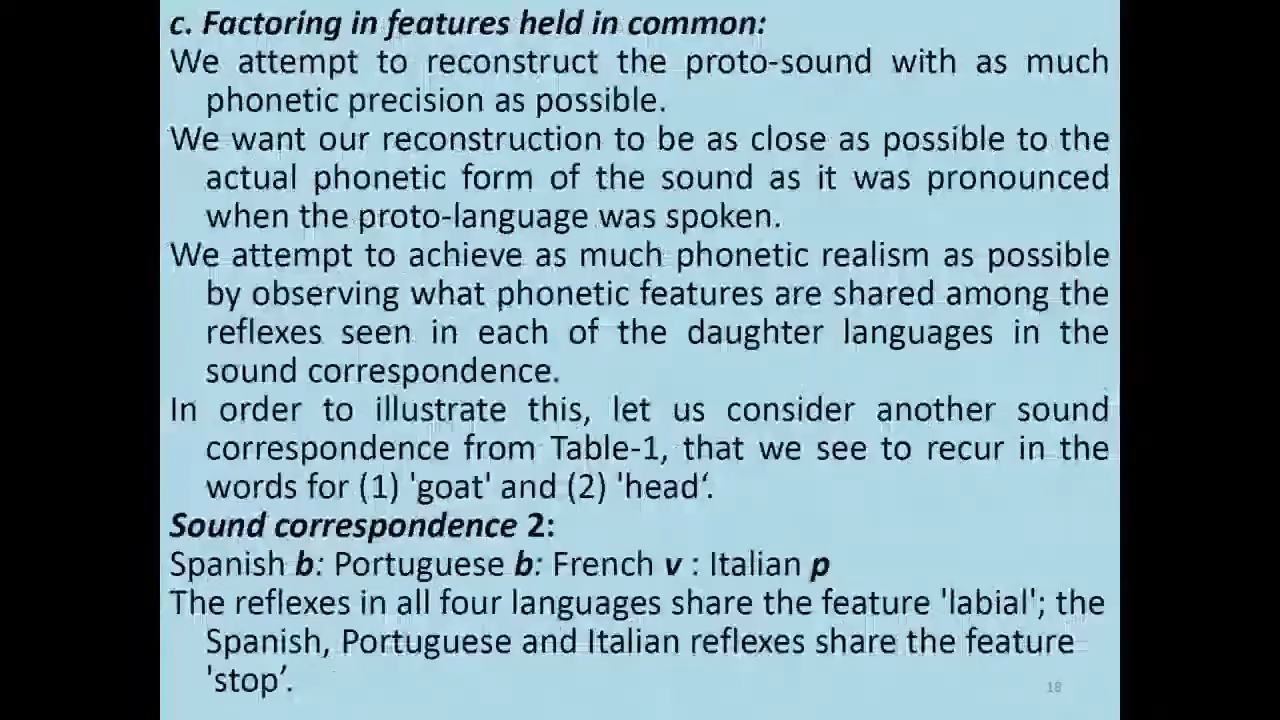 c. Factoring in features held in common:
We attempt to reconstruct the proto-sound with as much
phonetic precision as possible.
We want our reconstruction to be as close as possible to the
actual phonetic form of the sound as it was pronounced
when the proto-language was spoken.
We attempt to achieve as much phonetic realism as possible
by observing what phonetic features are shared among the
reflexes seen in each of the daughter languages in the
sound correspondence.
In order to illustrate this, let us consider another sound
correspondence from Table-1, that we see to recur in the
words for (1) 'goat' and (2) 'head‘.
Sound correspondence 2:
Spanish b: Portuguese b: French v : Italian p
The reflexes in all four languages share the feature 'labial'; the
Spanish, Portuguese and Italian reflexes share the feature
'stop’.
18